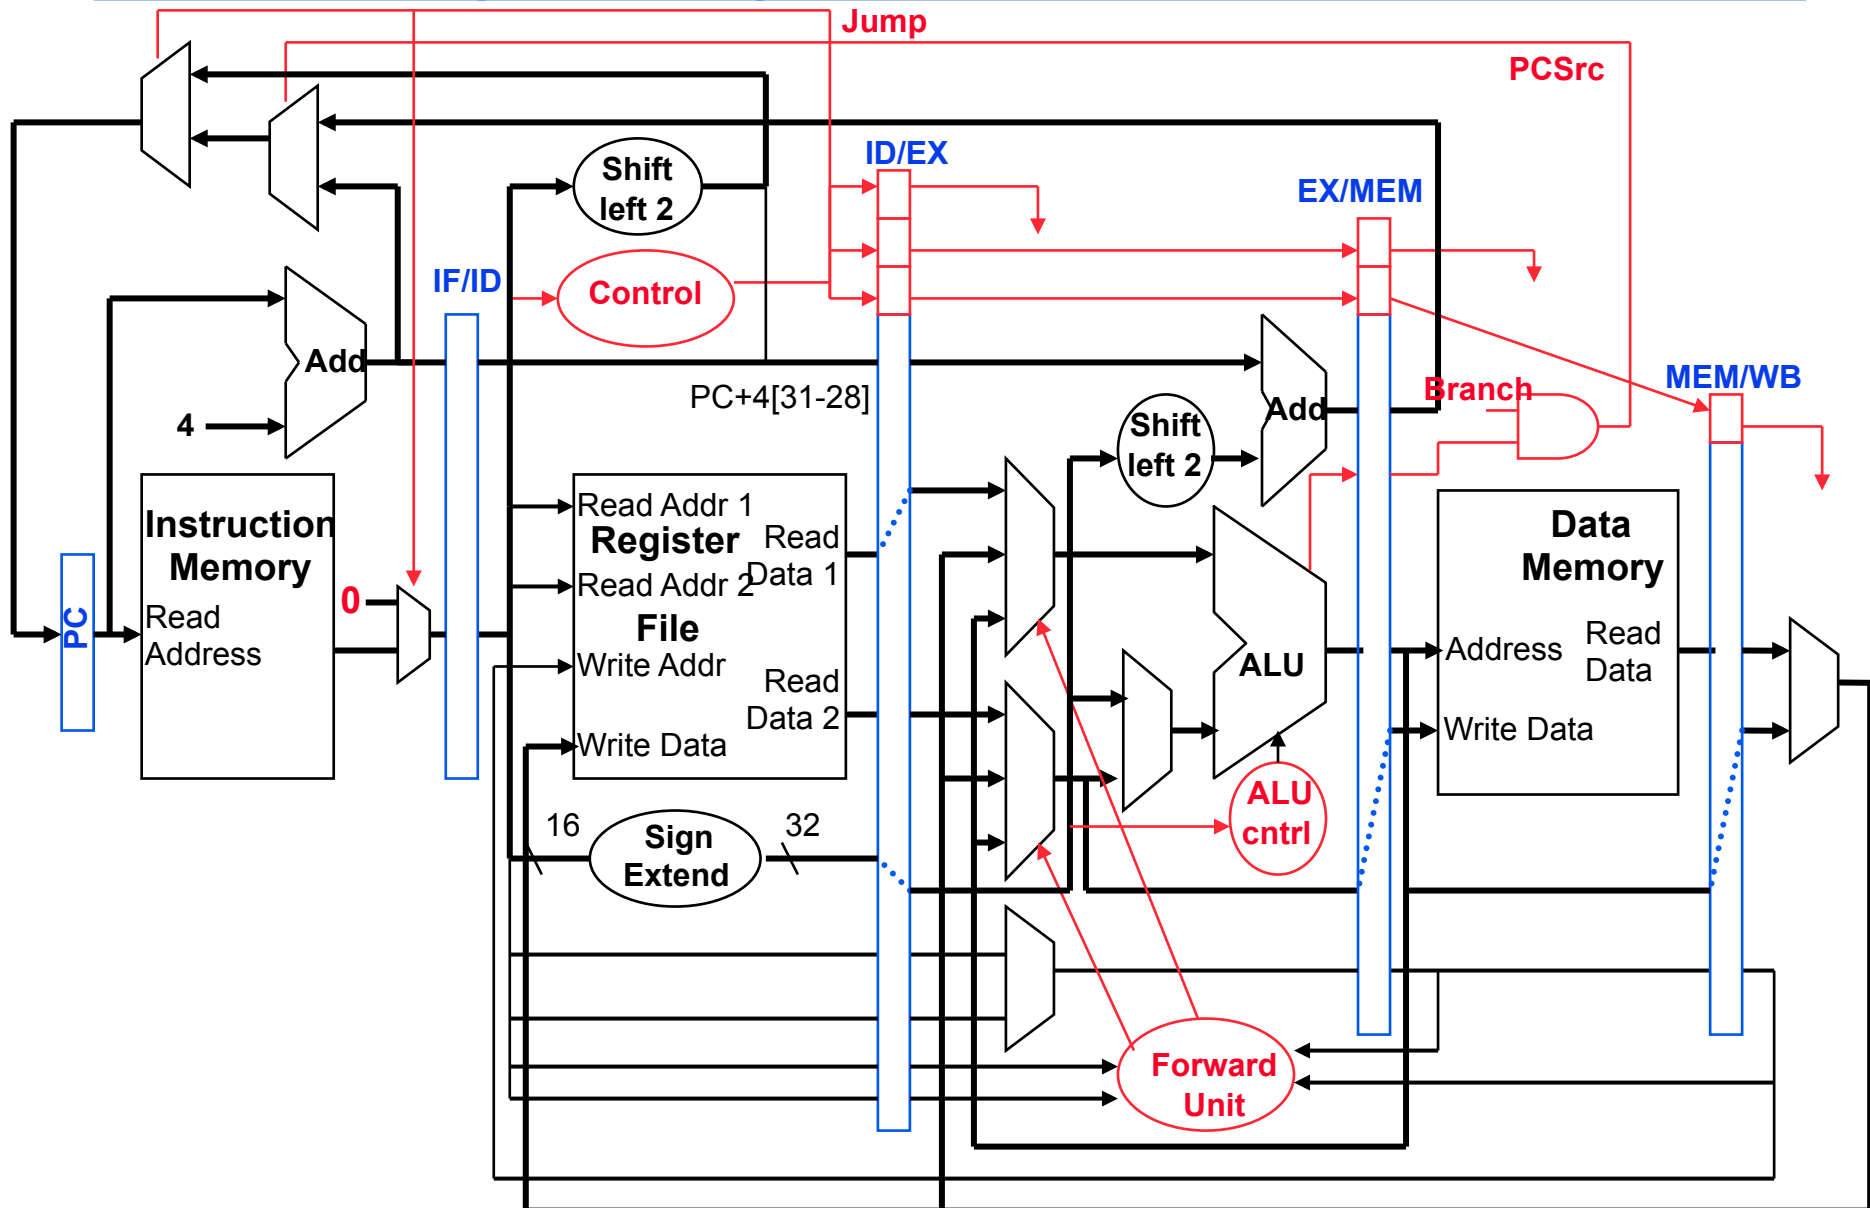 Jump
PCSrc
Shift
left 2
ID/EX
EX/MEM
IF/ID
Control
Add
PC+4[31-28]
4
Shift
left 2
Add
Branch
MEM/WB
Instruction
Memory
Read
Address
0
PC
Read Addr 1
Register
Read
Data 1
Read Addr 2
File
Write Addr
Read
Data 2
Write Data
ALU
Data
Memory
Address
Read
Data
Write Data
ALU
cntrl
16
Sign
Extend
32
Forward
Unit